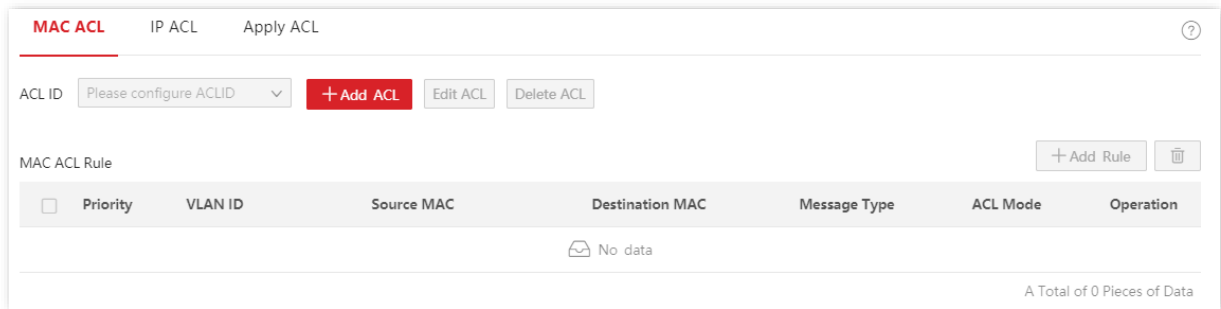 MAC ACL IP ACL Apply ACL ?
ACL ID Please configure ACLID +Add ACL Edit ACL Delete ACL
+Add Rule
MAC ACL Rule
Priority VLAN ID Source MAC Destination MAC Message Type ACL Mode Operation
No data
A Total of 0 Pieces of Data